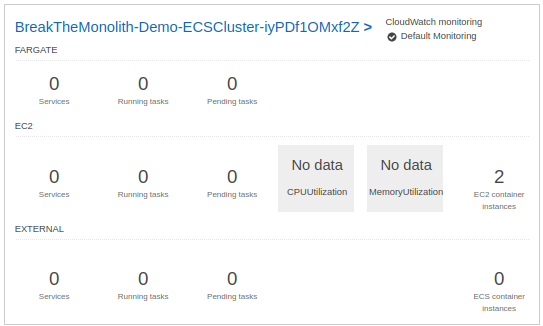 BreakTheMonolith-Demo-ECSCluster-iyPDf1OMxf2Z >
CloudWatch monitoring
Default Monitoring
FARGATE
0 0 0
Services Running tasks Pending tasks
EC2
0 0 0 No data No data 2
Services Running tasks Pending tasks CPUUtilization MemoryUtilization EC2 container
instances
EXTERNAL
0 0 0 0
Services Running tasks Pending tasks ECS container
instances